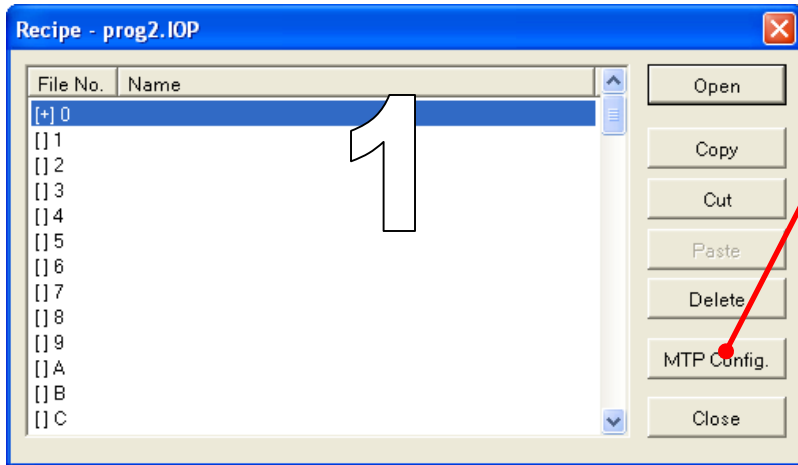 Recipe - prog2.IOP
File No. Name
[+] 0
[] 1
[] 2
[] 3
[] 4
[] 5
[] 6
[] 7
[] 8
[] 9
[] A
[] B
[] C
1
Open
Copy
Cut
Paste
Delete
MTP Config.
Close